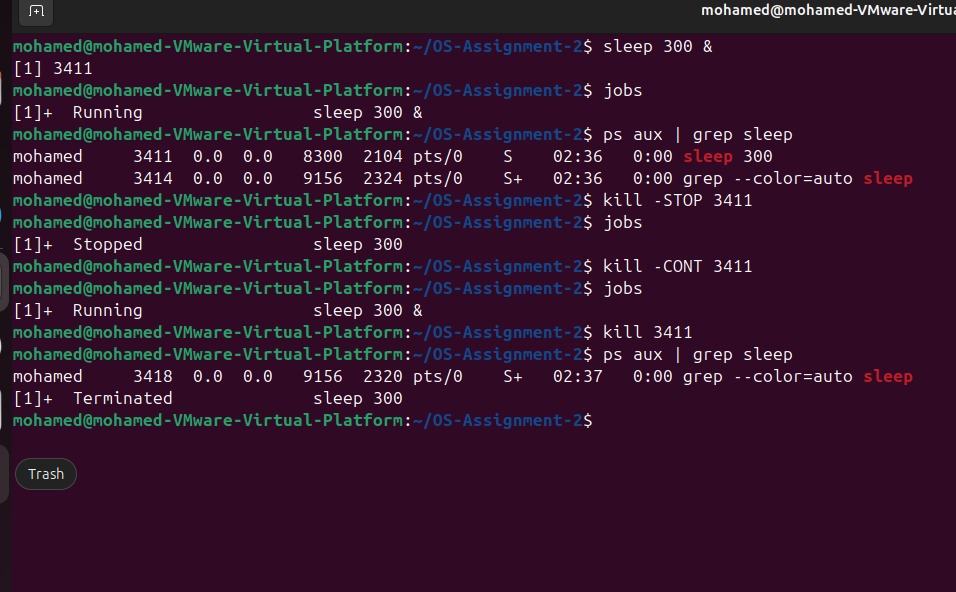 mohamed@mohamed-VMware-Virtua
mohamed@mohamed-VMware-Virtual-Platform:~/OS-Assignment-2$ sleep 300 &
[1] 3411
mohamed@mohamed-VMware-Virtual-Platform:~/OS-Assignment-2$ jobs
[1]+  Running                 sleep 300 &
mohamed@mohamed-VMware-Virtual-Platform:~/OS-Assignment-2$ ps aux | grep sleep
mohamed     3411  0.0  0.0   8300  2104 pts/0    S    02:36   0:00 sleep 300
mohamed     3414  0.0  0.0   9156  2324 pts/0    S+   02:36   0:00 grep --color=auto sleep
mohamed@mohamed-VMware-Virtual-Platform:~/OS-Assignment-2$ kill -STOP 3411
mohamed@mohamed-VMware-Virtual-Platform:~/OS-Assignment-2$ jobs
[1]+  Stopped                 sleep 300
mohamed@mohamed-VMware-Virtual-Platform:~/OS-Assignment-2$ kill -CONT 3411
mohamed@mohamed-VMware-Virtual-Platform:~/OS-Assignment-2$ jobs
[1]+  Running                 sleep 300 &
mohamed@mohamed-VMware-Virtual-Platform:~/OS-Assignment-2$ kill 3411
mohamed@mohamed-VMware-Virtual-Platform:~/OS-Assignment-2$ ps aux | grep sleep
mohamed     3418  0.0  0.0   9156  2320 pts/0    S+   02:37   0:00 grep --color=auto sleep
[1]+  Terminated              sleep 300
mohamed@mohamed-VMware-Virtual-Platform:~/OS-Assignment-2$
Trash